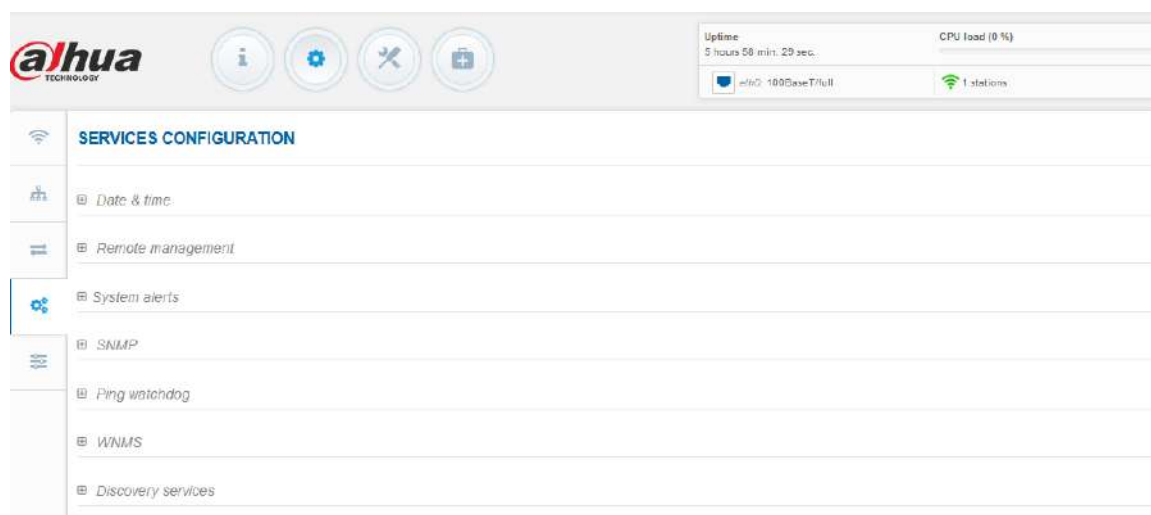 alhua
TECHNOLOGY
i
Uptime
5 hours 58 min. 29 sec.
CPU load (0 %)
100BaseT/full
1 stations
SERVICES CONFIGURATION
Date & time
Remote management
System alerts
SNMP
Ping watchdog
WNMS
Discovery services